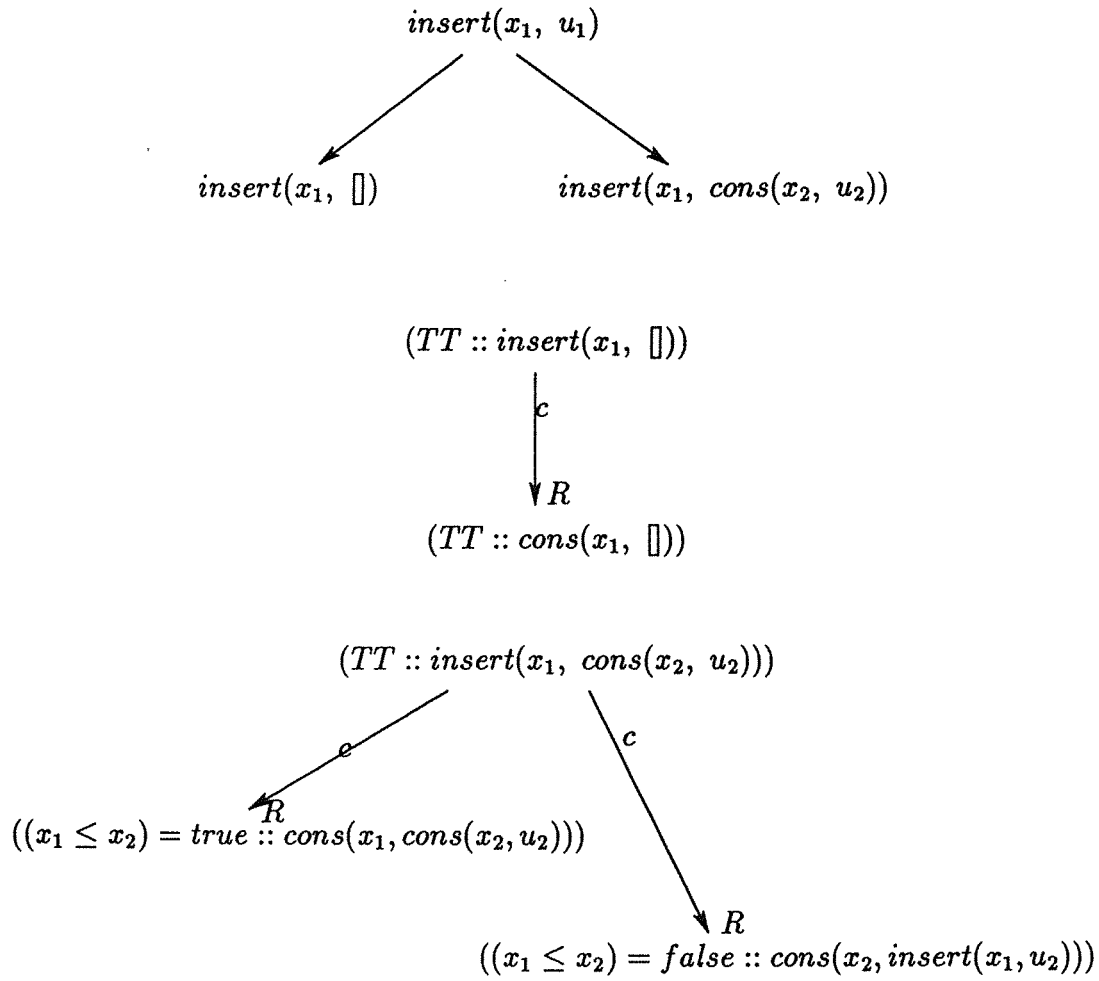 insert(x₁, u₁)
insert(x₁, []) insert(x₁, cons(x₂, u₂))
(TT :: insert(x₁, []))
c
R
(TT :: cons(x₁, []))
(TT :: insert(x₁, cons(x₂, u₂)))
c c
R
((x₁ ≤ x₂) = true :: cons(x₁, cons(x₂, u₂)))
R
((x₁ ≤ x₂) = false :: cons(x₂, insert(x₁, u₂)))